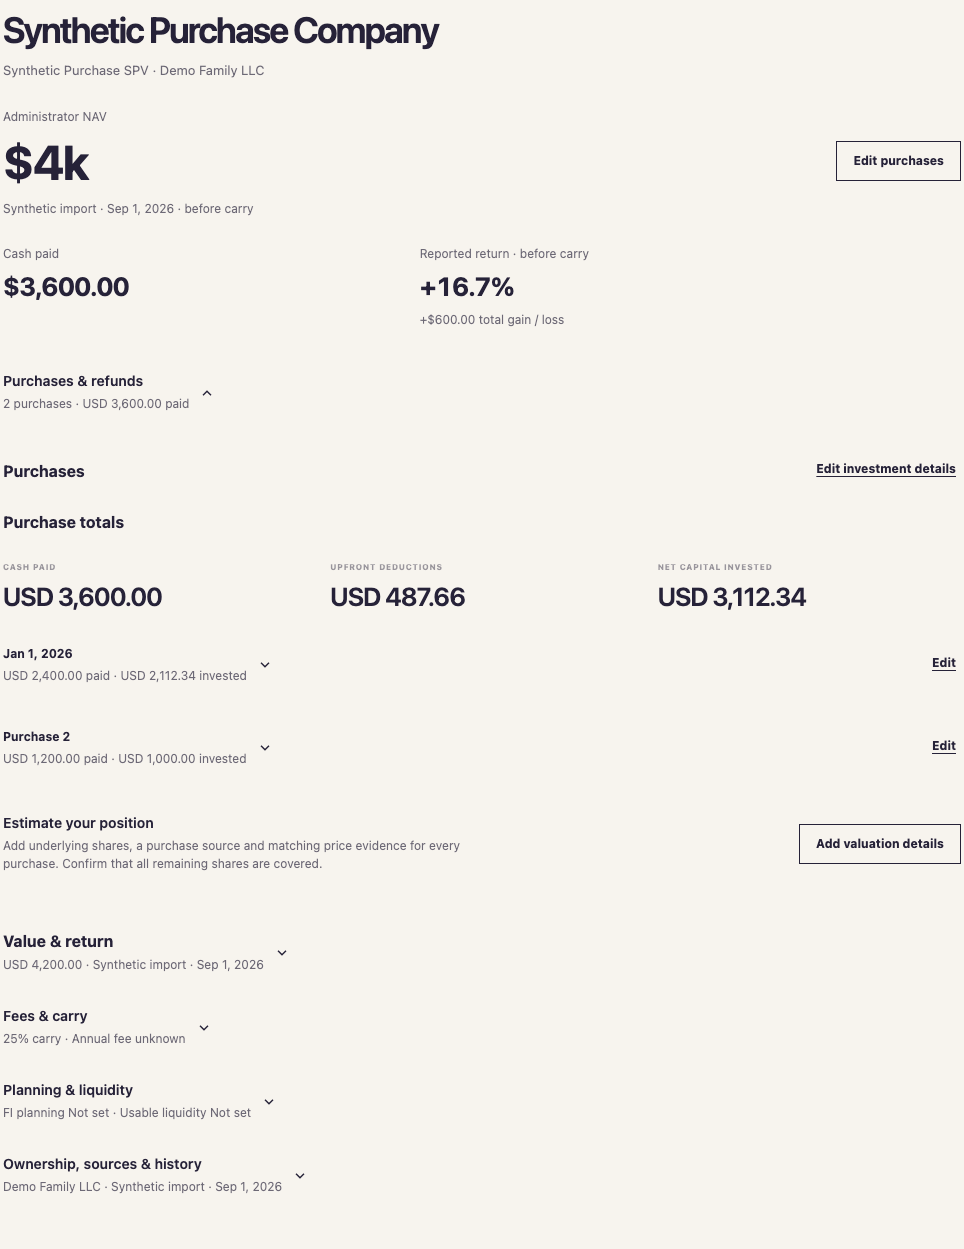 Synthetic Purchase Company
Synthetic Purchase SPV · Demo Family LLC
Administrator NAV
$4k
Edit purchases
Synthetic import · Sep 1, 2026 · before carry
Cash paid
Reported return · before carry
$3,600.00
+16.7%
+$600.00 total gain / loss
Purchases & refunds
2 purchases · USD 3,600.00 paid
Purchases
Edit investment details
Purchase totals
CASH PAID
UPFRONT DEDUCTIONS
NET CAPITAL INVESTED
USD 3,600.00
USD 487.66
USD 3,112.34
Jan 1, 2026
USD 2,400.00 paid · USD 2,112.34 invested
Edit
Purchase 2
USD 1,200.00 paid · USD 1,000.00 invested
Edit
Estimate your position
Add underlying shares, a purchase source and matching price evidence for every
purchase. Confirm that all remaining shares are covered.
Add valuation details
Value & return
USD 4,200.00 · Synthetic import · Sep 1, 2026
Fees & carry
25% carry · Annual fee unknown
Planning & liquidity
FI planning Not set · Usable liquidity Not set
Ownership, sources & history
Demo Family LLC · Synthetic import · Sep 1, 2026